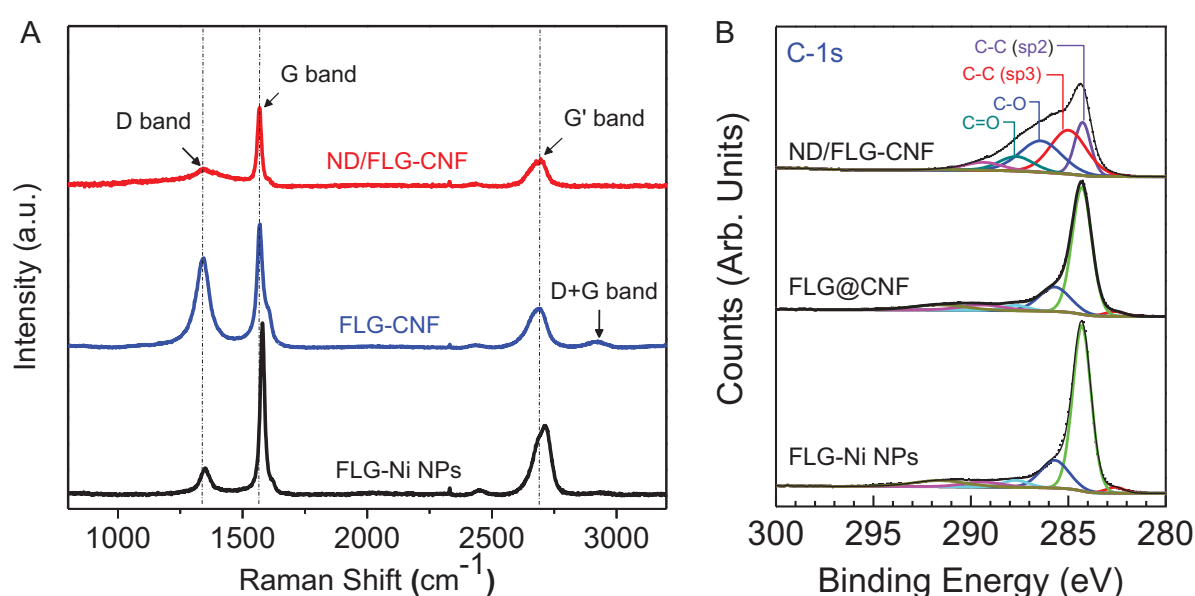 A
G band
D band
G' band
ND/FLG-CNF
D+G band
FLG-CNF
FLG-Ni NPs
Intensity (a.u.)
1000 1500 2000 2500 3000
Raman Shift (cm-1)
B
C-1s
C-C (sp2)
C-C (sp3)
C-O
C=O
ND/FLG-CNF
FLG@CNF
FLG-Ni NPs
Counts (Arb. Units)
300 295 290 285 280
Binding Energy (eV)